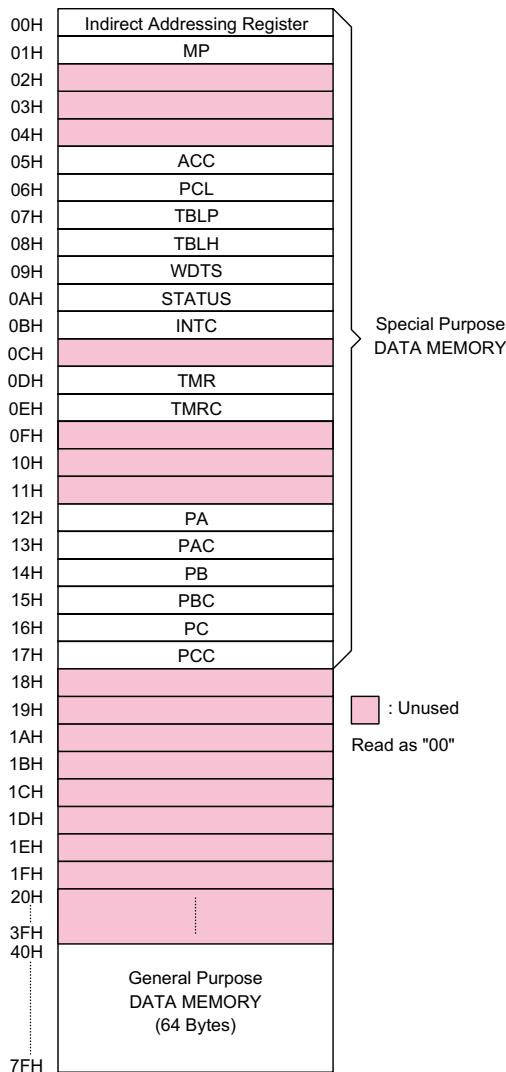 00H Indirect Addressing Register
01H MP
02H
03H
04H
05H ACC
06H PCL
07H TBLP
08H TBLH
09H WDTS
0AH STATUS
0BH INTC
0CH
0DH TMR
0EH TMRC
0FH
10H
11H
12H PA
13H PAC
14H PB
15H PBC
16H PC
17H PCC
18H
19H
1AH
1BH
1CH
1DH
1EH
1FH
20H
3FH
40H
General Purpose
DATA MEMORY
(64 Bytes)
7FH
Special Purpose
DATA MEMORY
: Unused
Read as "00"